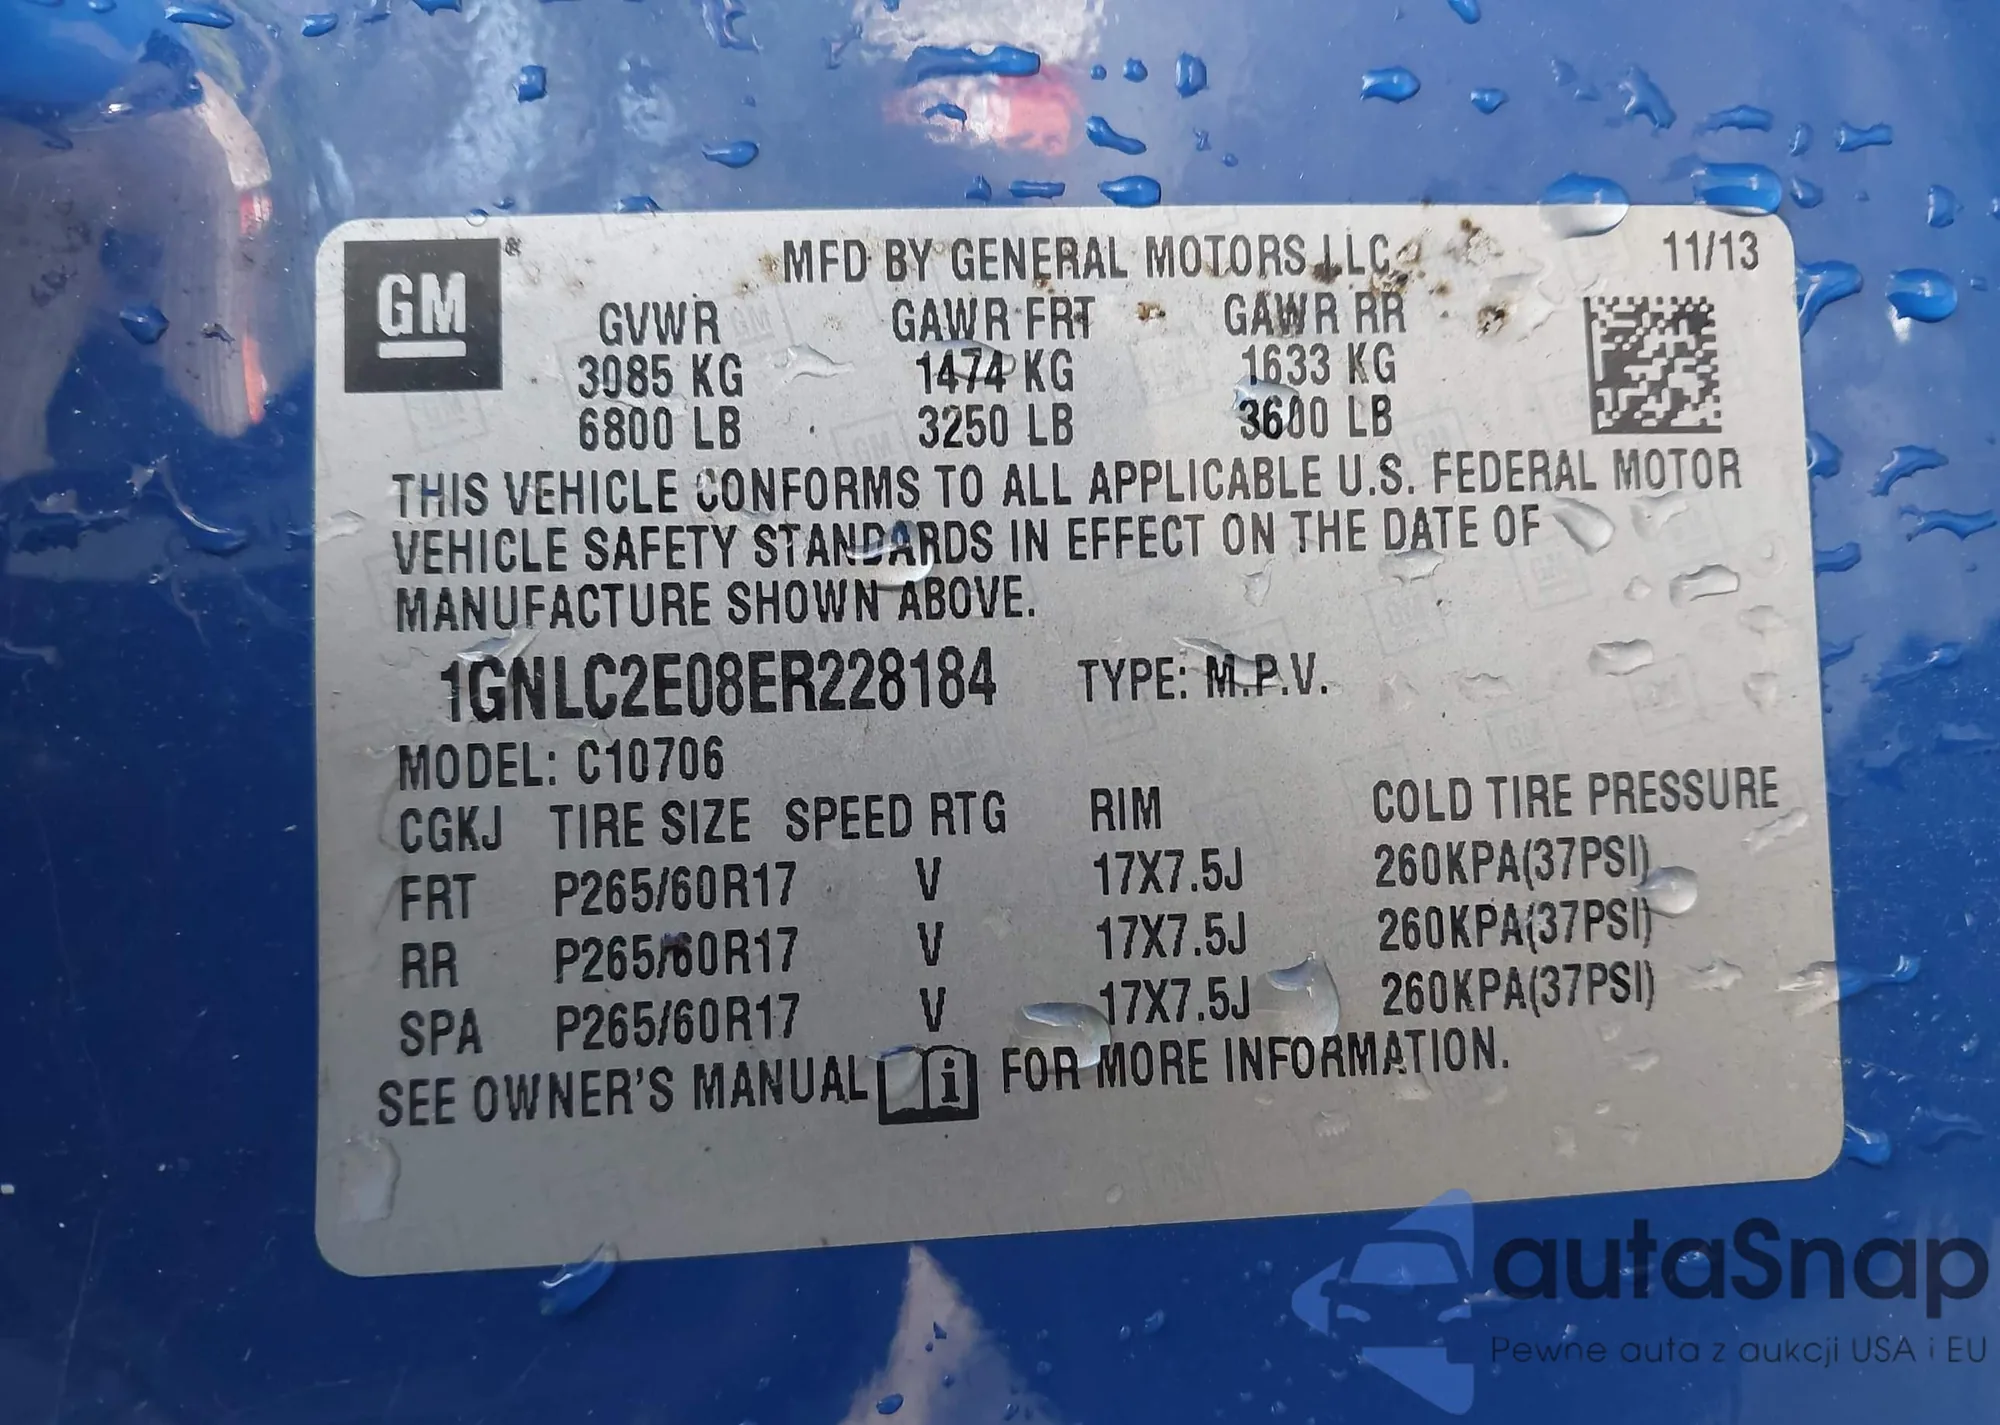 GM
MFD BY GENERAL MOTORS LLC 11/13
GVWR GAWR FRT GAWR RR
3085 KG 1474 KG 1633 KG
6800 LB 3250 LB 3600 LB
THIS VEHICLE CONFORMS TO ALL APPLICABLE U.S. FEDERAL MOTOR
VEHICLE SAFETY STANDARDS IN EFFECT ON THE DATE OF
MANUFACTURE SHOWN ABOVE.
1GNLC2E08ER228184 TYPE: M.P.V.
MODEL: C10706
CGKJ TIRE SIZE SPEED RTG RIM COLD TIRE PRESSURE
FRT P265/60R17 V 17X7.5J 260KPA(37PSI)
RR P265/60R17 V 17X7.5J 260KPA(37PSI)
SPA P265/60R17 V 17X7.5J 260KPA(37PSI)
SEE OWNER'S MANUAL i FOR MORE INFORMATION.
autaSnap
Pewne auta z aukcji USA i EU